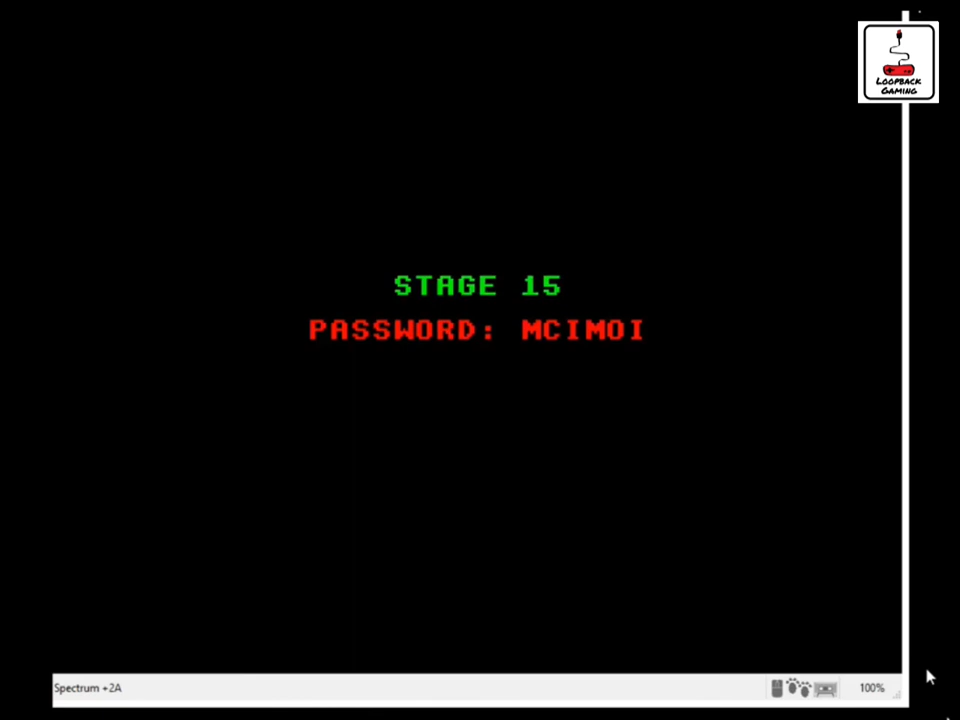 LOOPBACK
GAMING
STAGE 15
PASSWORD: MCIMOI
Spectrum +2A
100%